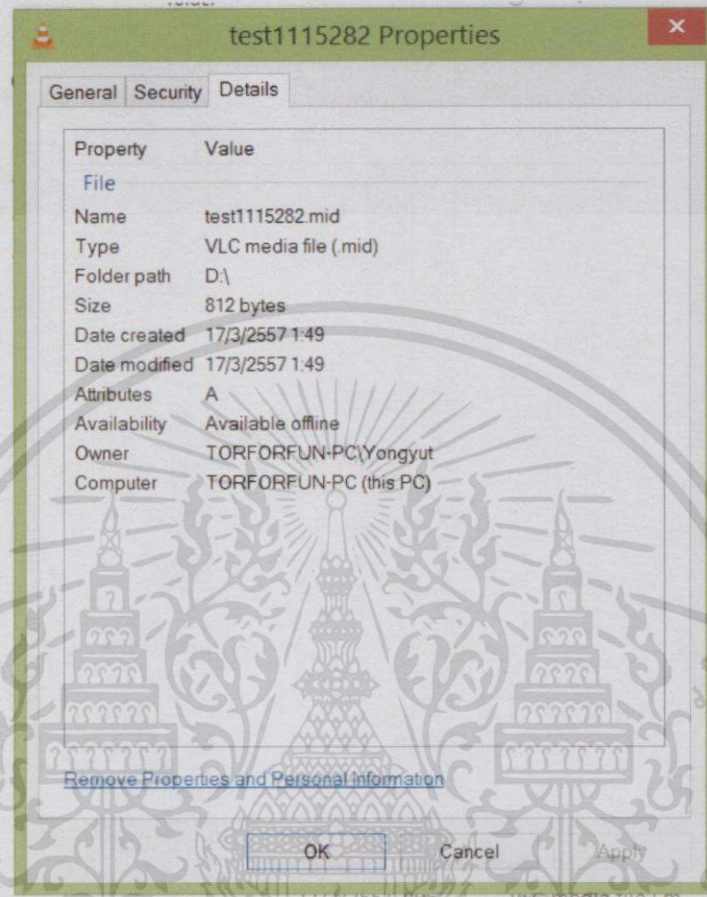 test1115282 Properties
General Security Details
Property Value
File
Name test1115282.mid
Type VLC media file (.mid)
Folder path D:\
Size 812 bytes
Date created 17/3/2557 1:49
Date modified 17/3/2557 1:49
Attributes A
Availability Available offline
Owner TORFORFUN-PC\Yongyut
Computer TORFORFUN-PC (this PC)
Remove Properties and Personal Information
OK Cancel Apply